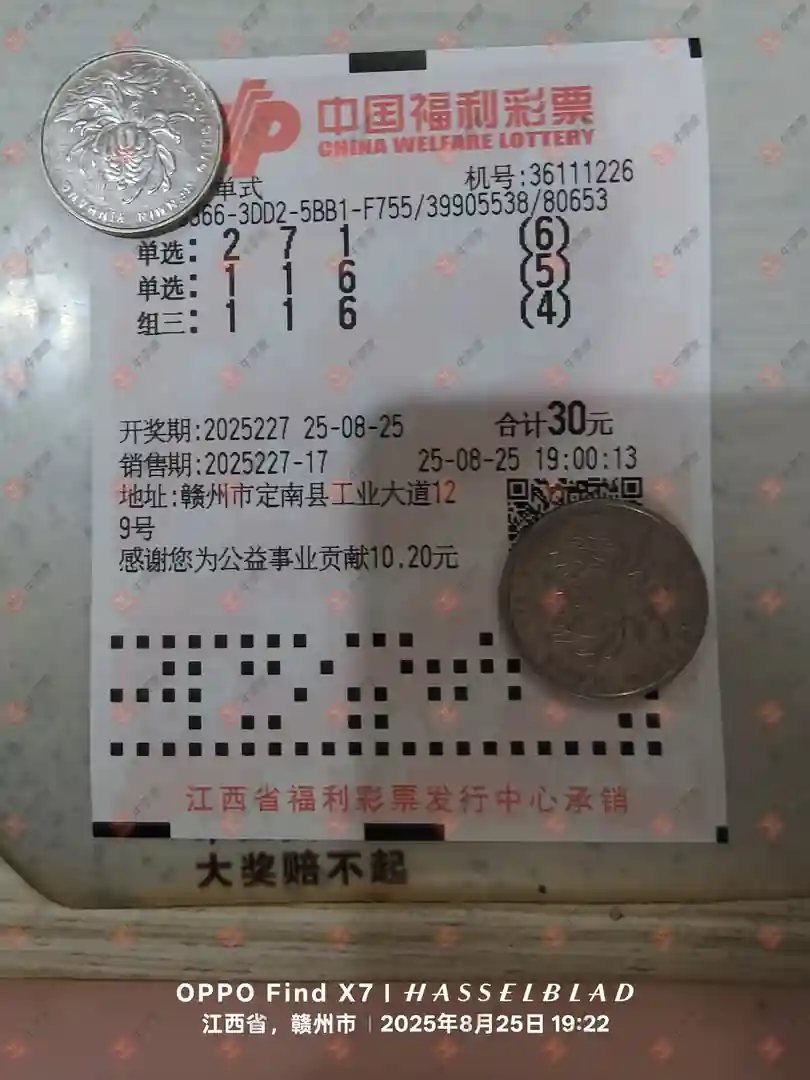 中国福利彩票
CHINA WELFARE LOTTERY
单式 机号:36111226
366-3DD2-5BB1-F755/39905538/80653
单选: 2 7 1 (6)
单选: 1 1 6 (5)
组三: 1 1 6 (4)
开奖期:2025227 25-08-25 合计30元
销售期:2025227-17 25-08-25 19:00:13
地址:赣州市定南县工业大道12
9号
感谢您为公益事业贡献10.20元
江西省福利彩票发行中心承销
大奖赔不起
OPPO Find X7 | HASSELBLAD
江西省，赣州市 | 2025年8月25日 19:22